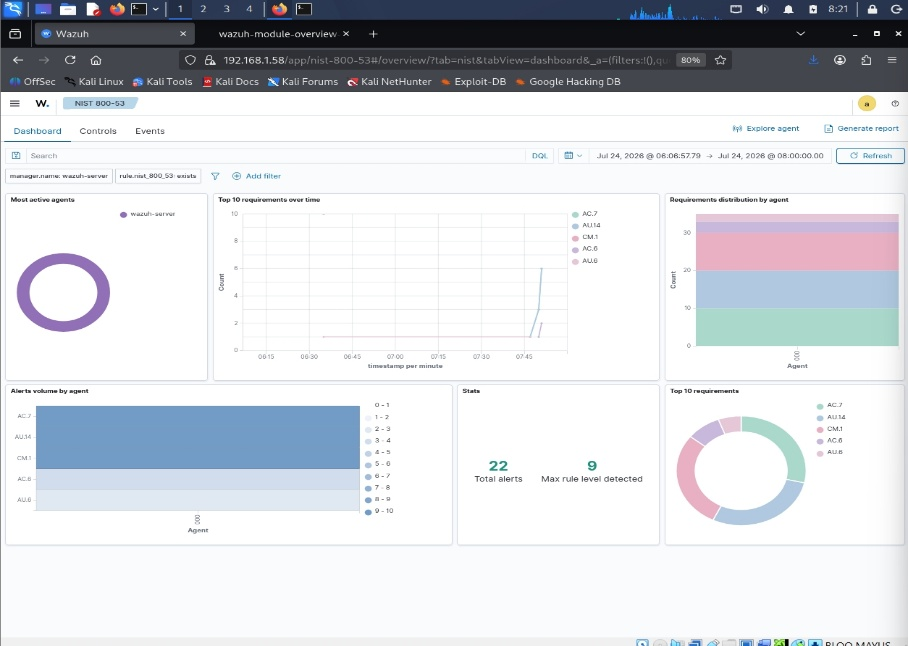 1 2 3 4 8:21
Wazuh
wazuh-module-overview-
192.168.1.58/app/nist-800-53#/overview/?tab=nist&tabView=dashboard&_a=(filters:!(),qu 80%
OffSec Kali Linux Kali Tools Kali Docs Kali Forums Kali NetHunter Exploit-DB Google Hacking DB
W. NIST 800-53 a
Dashboard Controls Events Explore agent Generate report
Search DQL Jul 24, 2026 @ 06:06:57.79 → Jul 24, 2026 @ 08:00:00.00 Refresh
manager.name: wazuh-server rule.nist_800_53: exists Add filter
Most active agents
wazuh-server
Top 10 requirements over time
10
8
6
4
2
0
Count
06:15 06:30 06:45 07:00 07:15 07:30 07:45
timestamp per minute
AC.7
AU.14
CM.1
AC.6
AU.6
Requirements distribution by agent
30
20
10
0
Count
000
Agent
Alerts volume by agent
AC.7
AU.14
CM.1
AC.6
AU.6
000
Agent
0 - 1
1 - 2
2 - 3
3 - 4
4 - 5
5 - 6
6 - 7
7 - 8
8 - 9
9 - 10
Stats
22 9
Total alerts Max rule level detected
Top 10 requirements
AC.7
AU.14
CM.1
AC.6
AU.6
BLOQ MAYUS